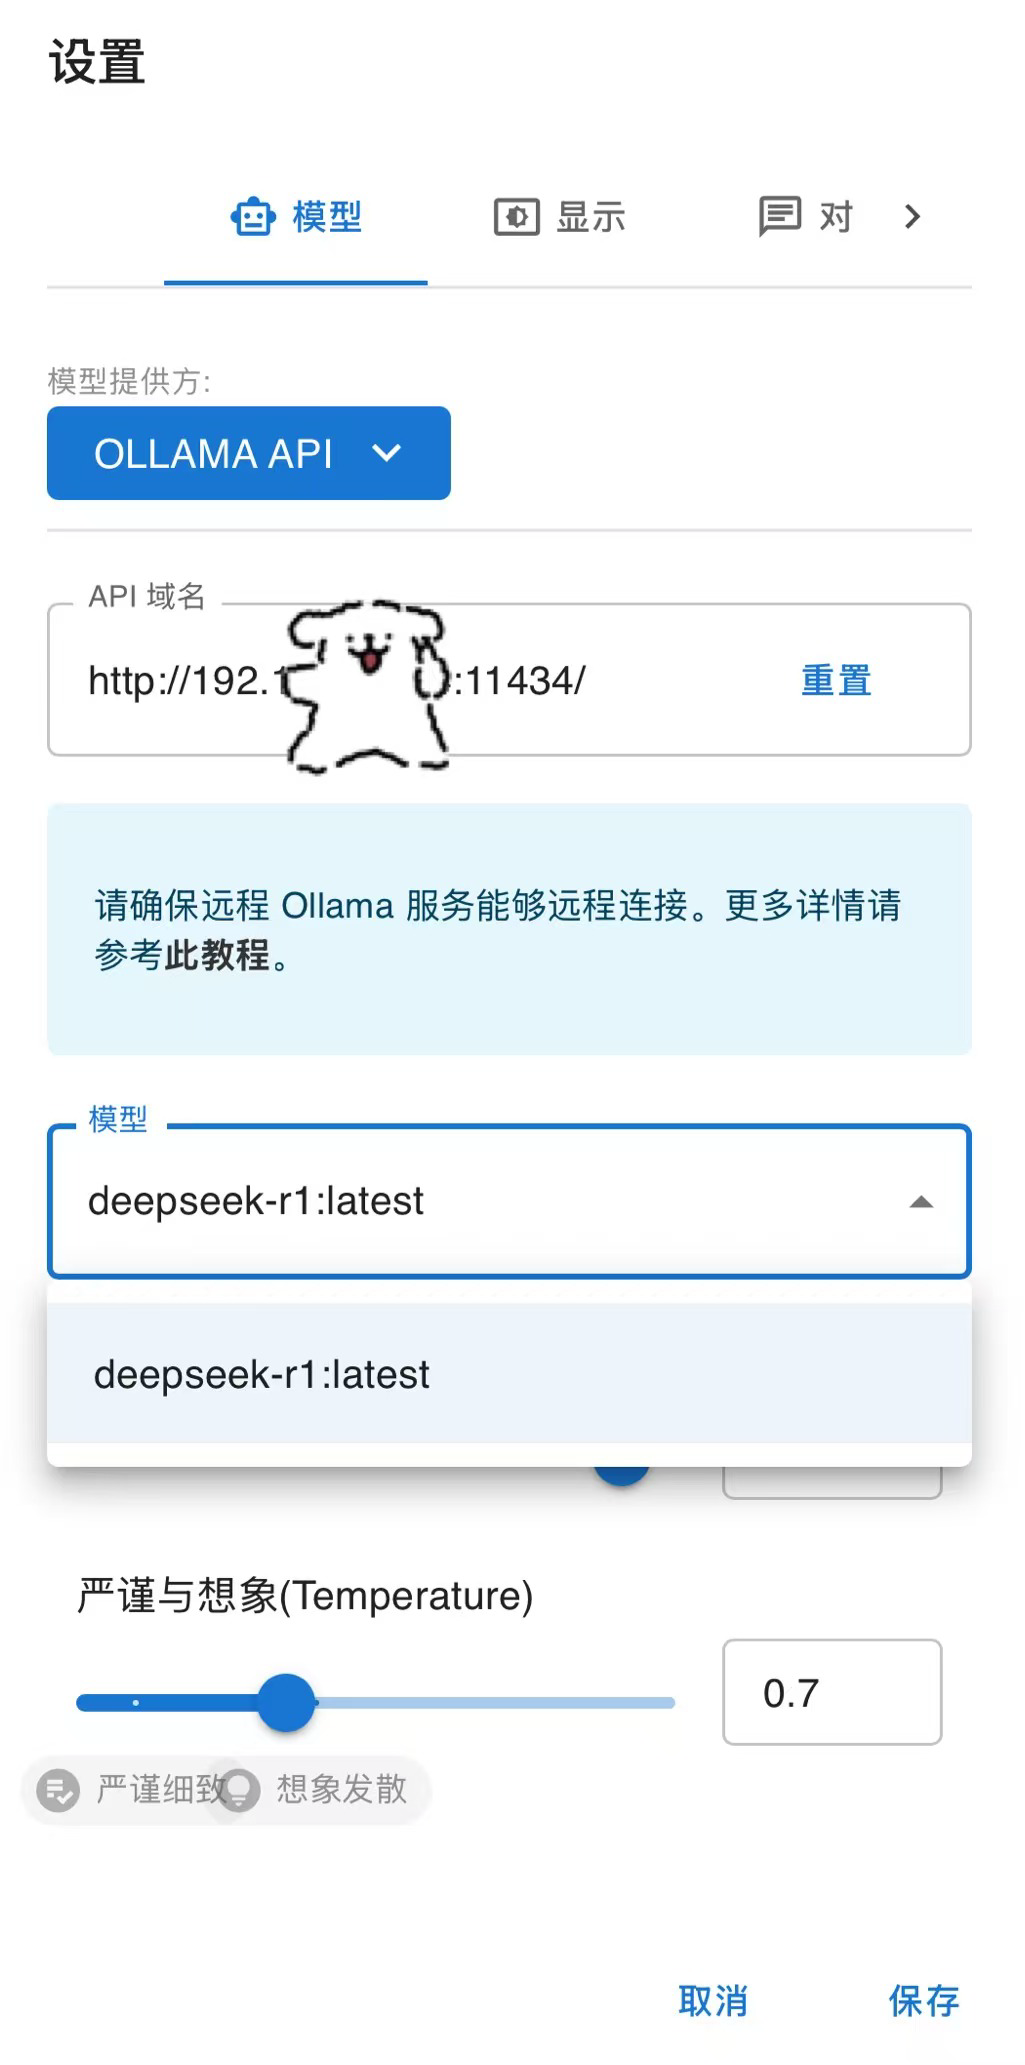 设置
模型
显示
对
模型提供方:
OLLAMA API
API 域名
http://192. :11434/
重置
请确保远程 Ollama 服务能够远程连接。更多详情请
参考此教程。
模型
deepseek-r1:latest
deepseek-r1:latest
严谨与想象(Temperature)
0.7
严谨细致
想象发散
取消
保存